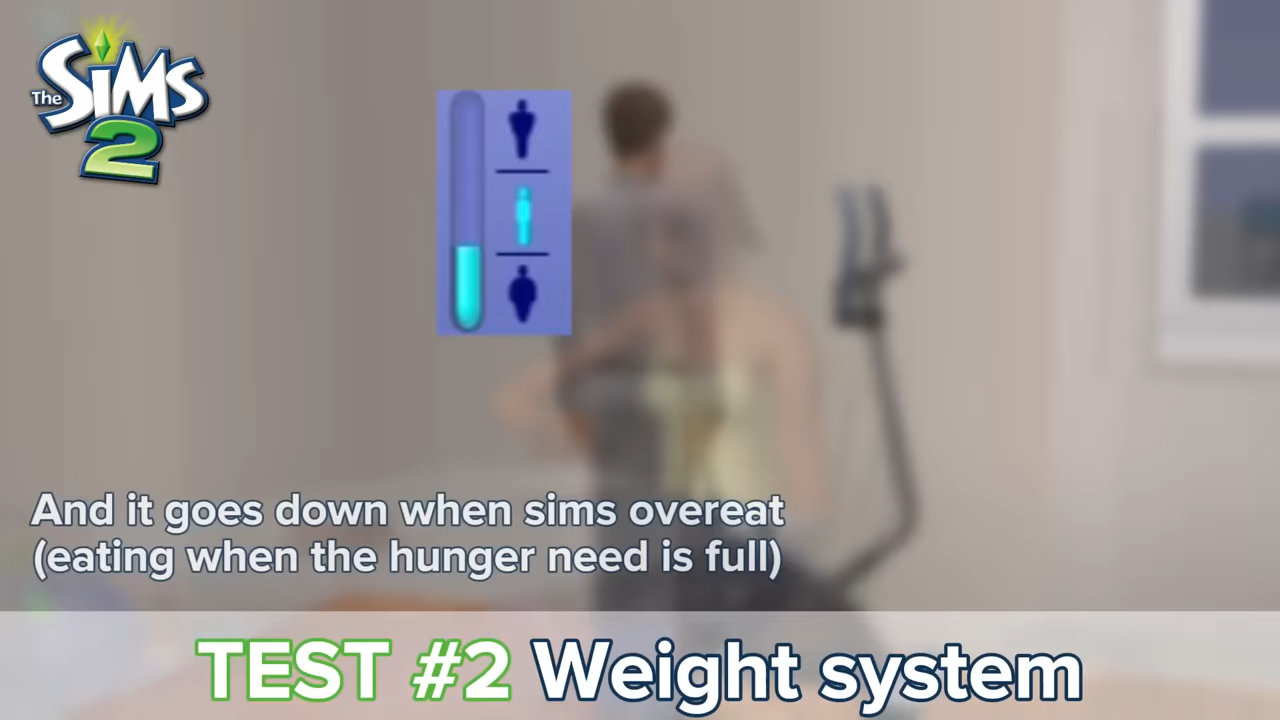 The SiMS
2
And it goes down when sims overeat
(eating when the hunger need is full)
TEST #2 Weight system